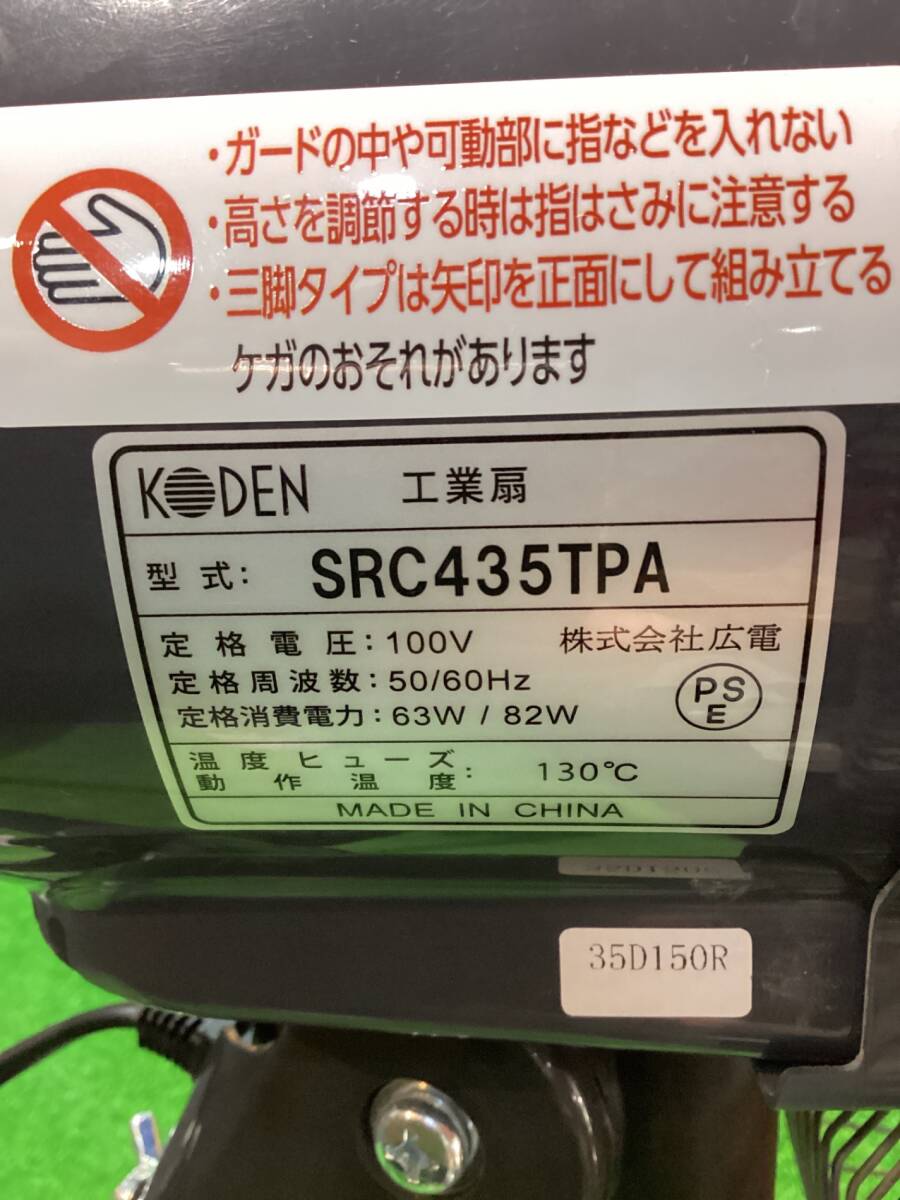 ・ガードの中や可動部に指などを入れない
・高さを調節する時は指はさみに注意する
・三脚タイプは矢印を正面にして組み立てる
ケガのおそれがあります
KODEN 工業扇
型式: SRC435TPA
定格電圧:100V 株式会社広電
定格周波数:50/60Hz
PSE
定格消費電力:63W / 82W
温度ヒューズ
動作温度: 130℃
MADE IN CHINA
35D150R